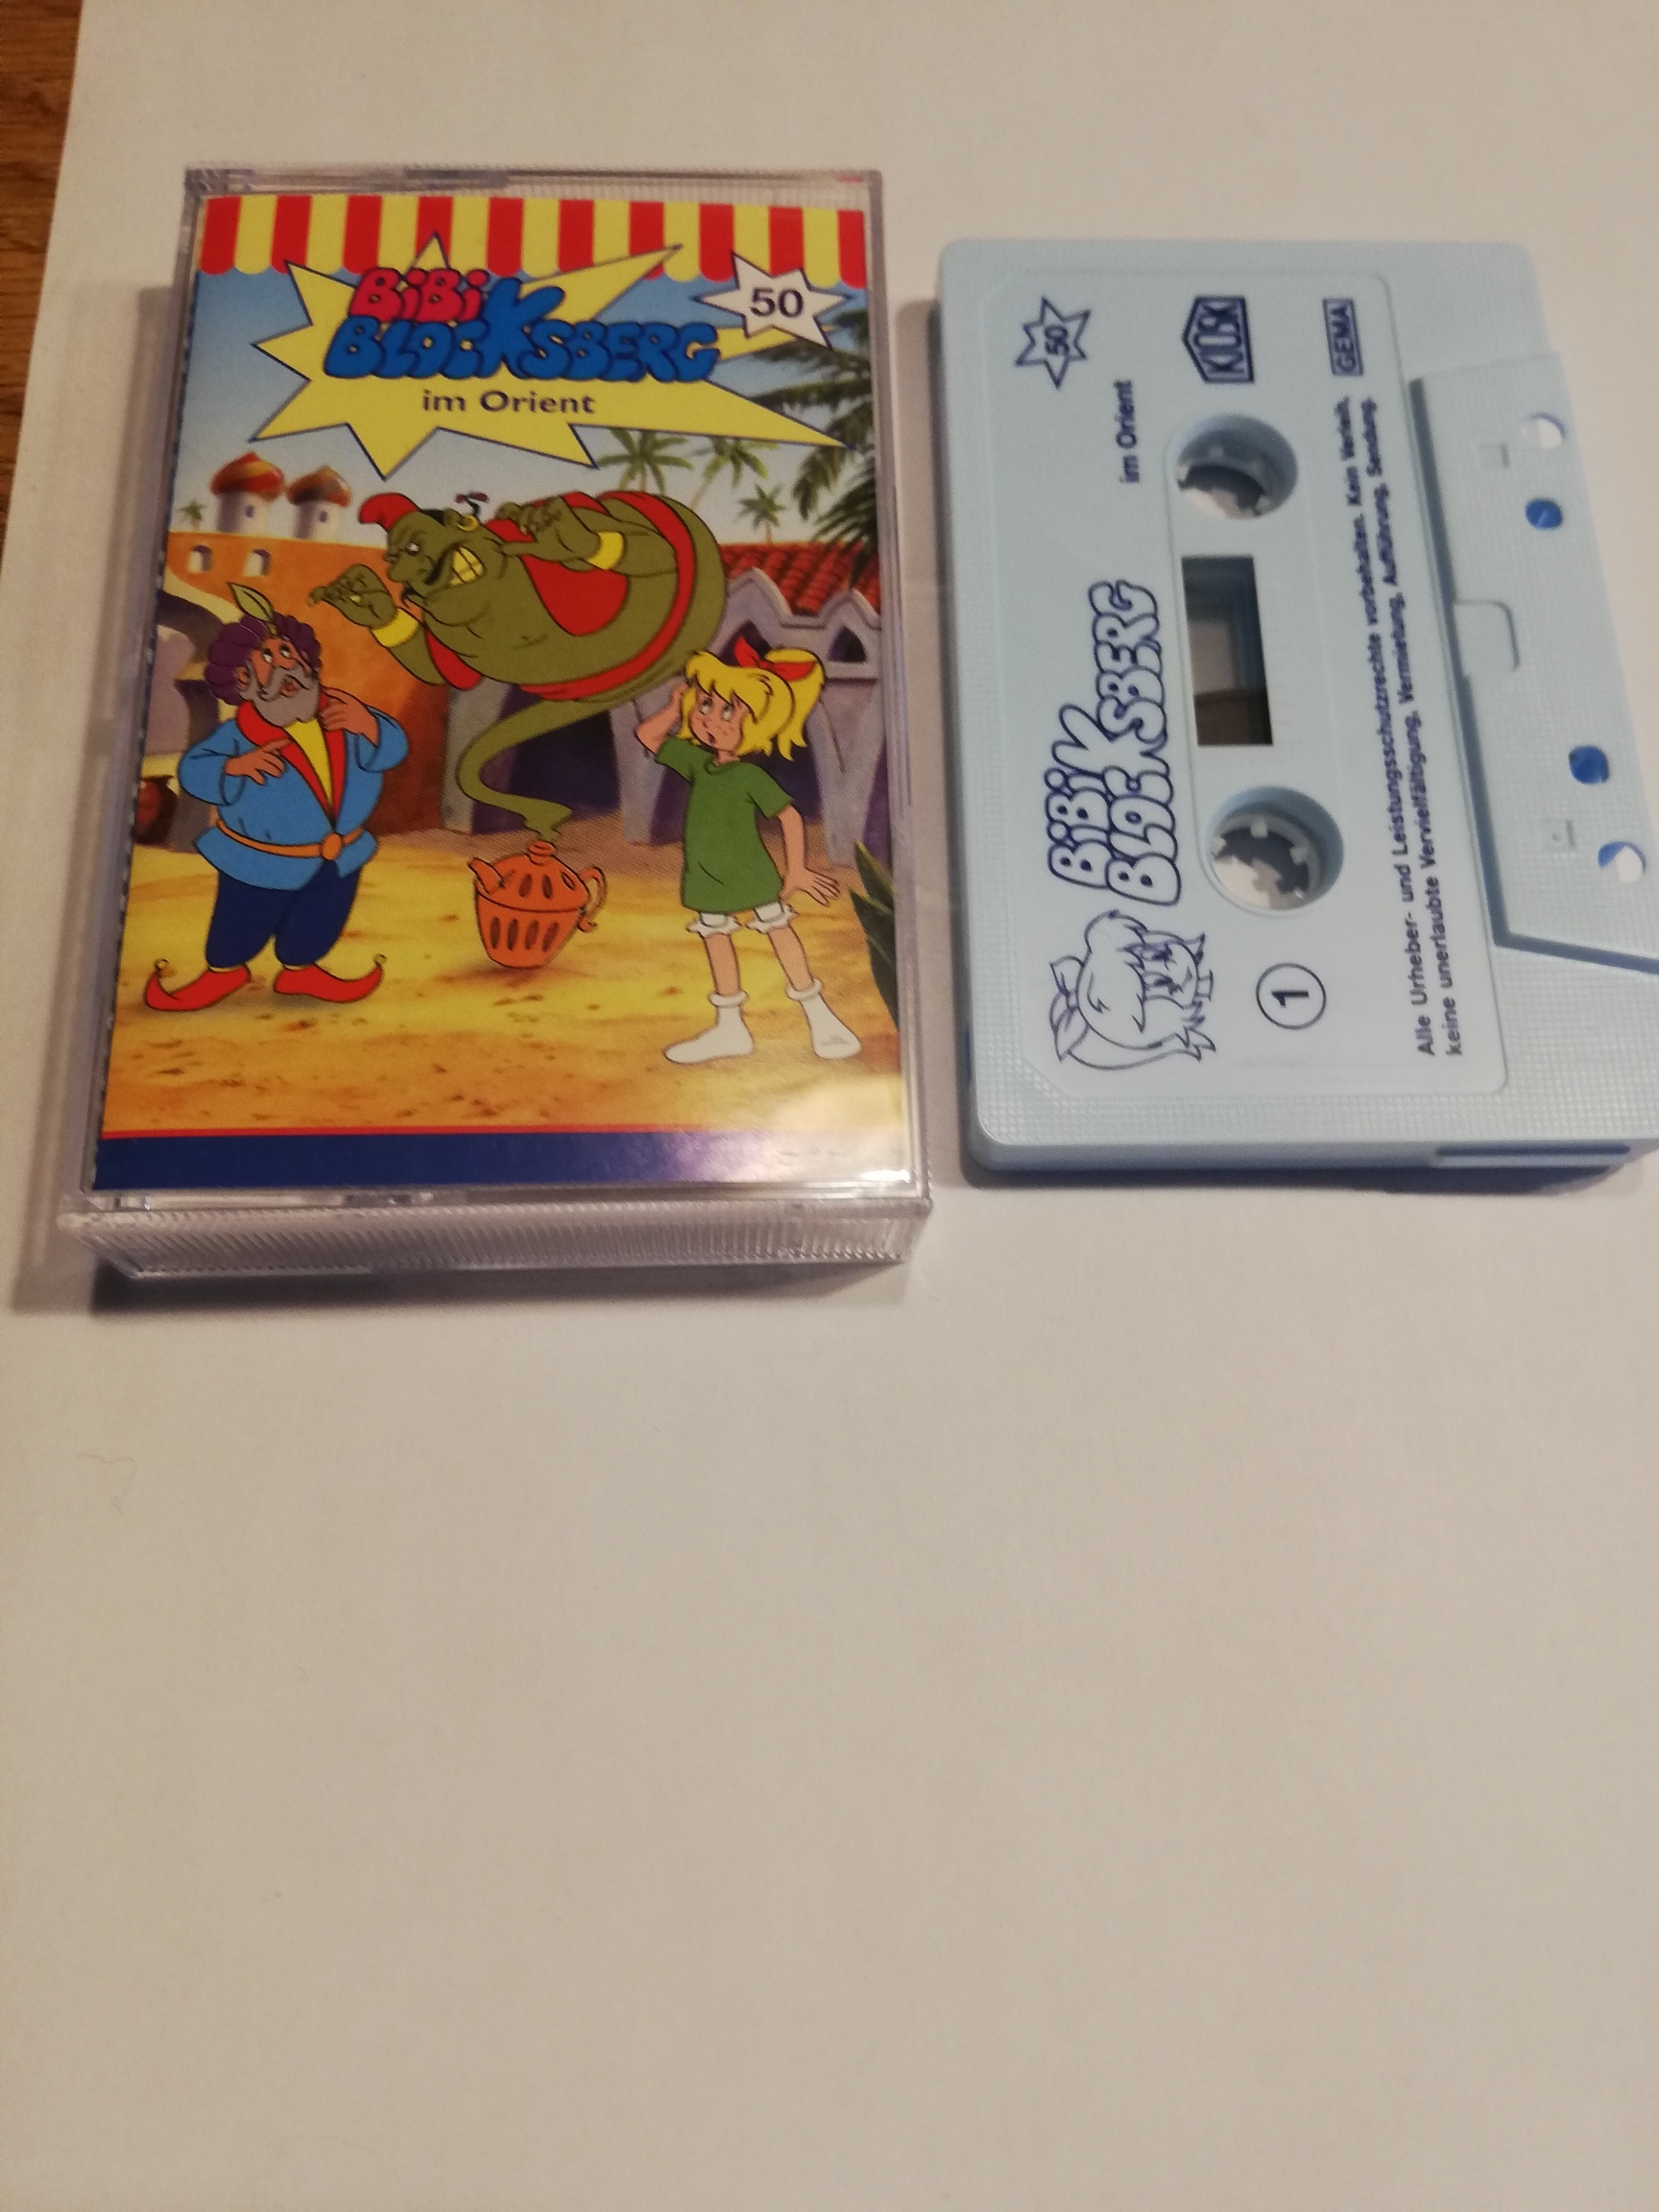 BiBi
BLOCKSBERG
im Orient
50
50
im Orient
KIOSK
GEMA
BiBi
BLOCKSBERG
1
Alle Urheber- und Leistungsschutzrechte vorbehalten. Kein Verleih,
keine unerlaubte Vervielfältigung, Vermietung, Aufführung, Sendung.